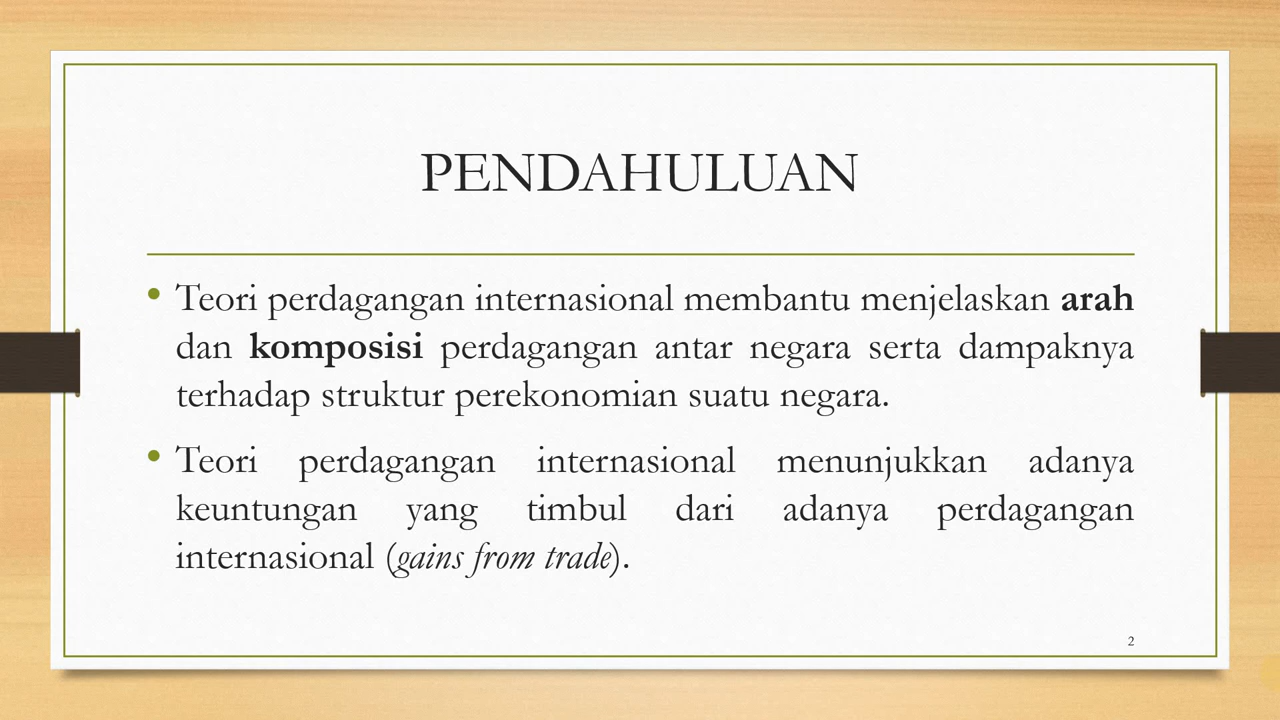 PENDAHULUAN
• Teori perdagangan internasional membantu menjelaskan arah
dan komposisi perdagangan antar negara serta dampaknya
terhadap struktur perekonomian suatu negara.
• Teori perdagangan internasional menunjukkan adanya
keuntungan yang timbul dari adanya perdagangan
internasional (gains from trade).
2